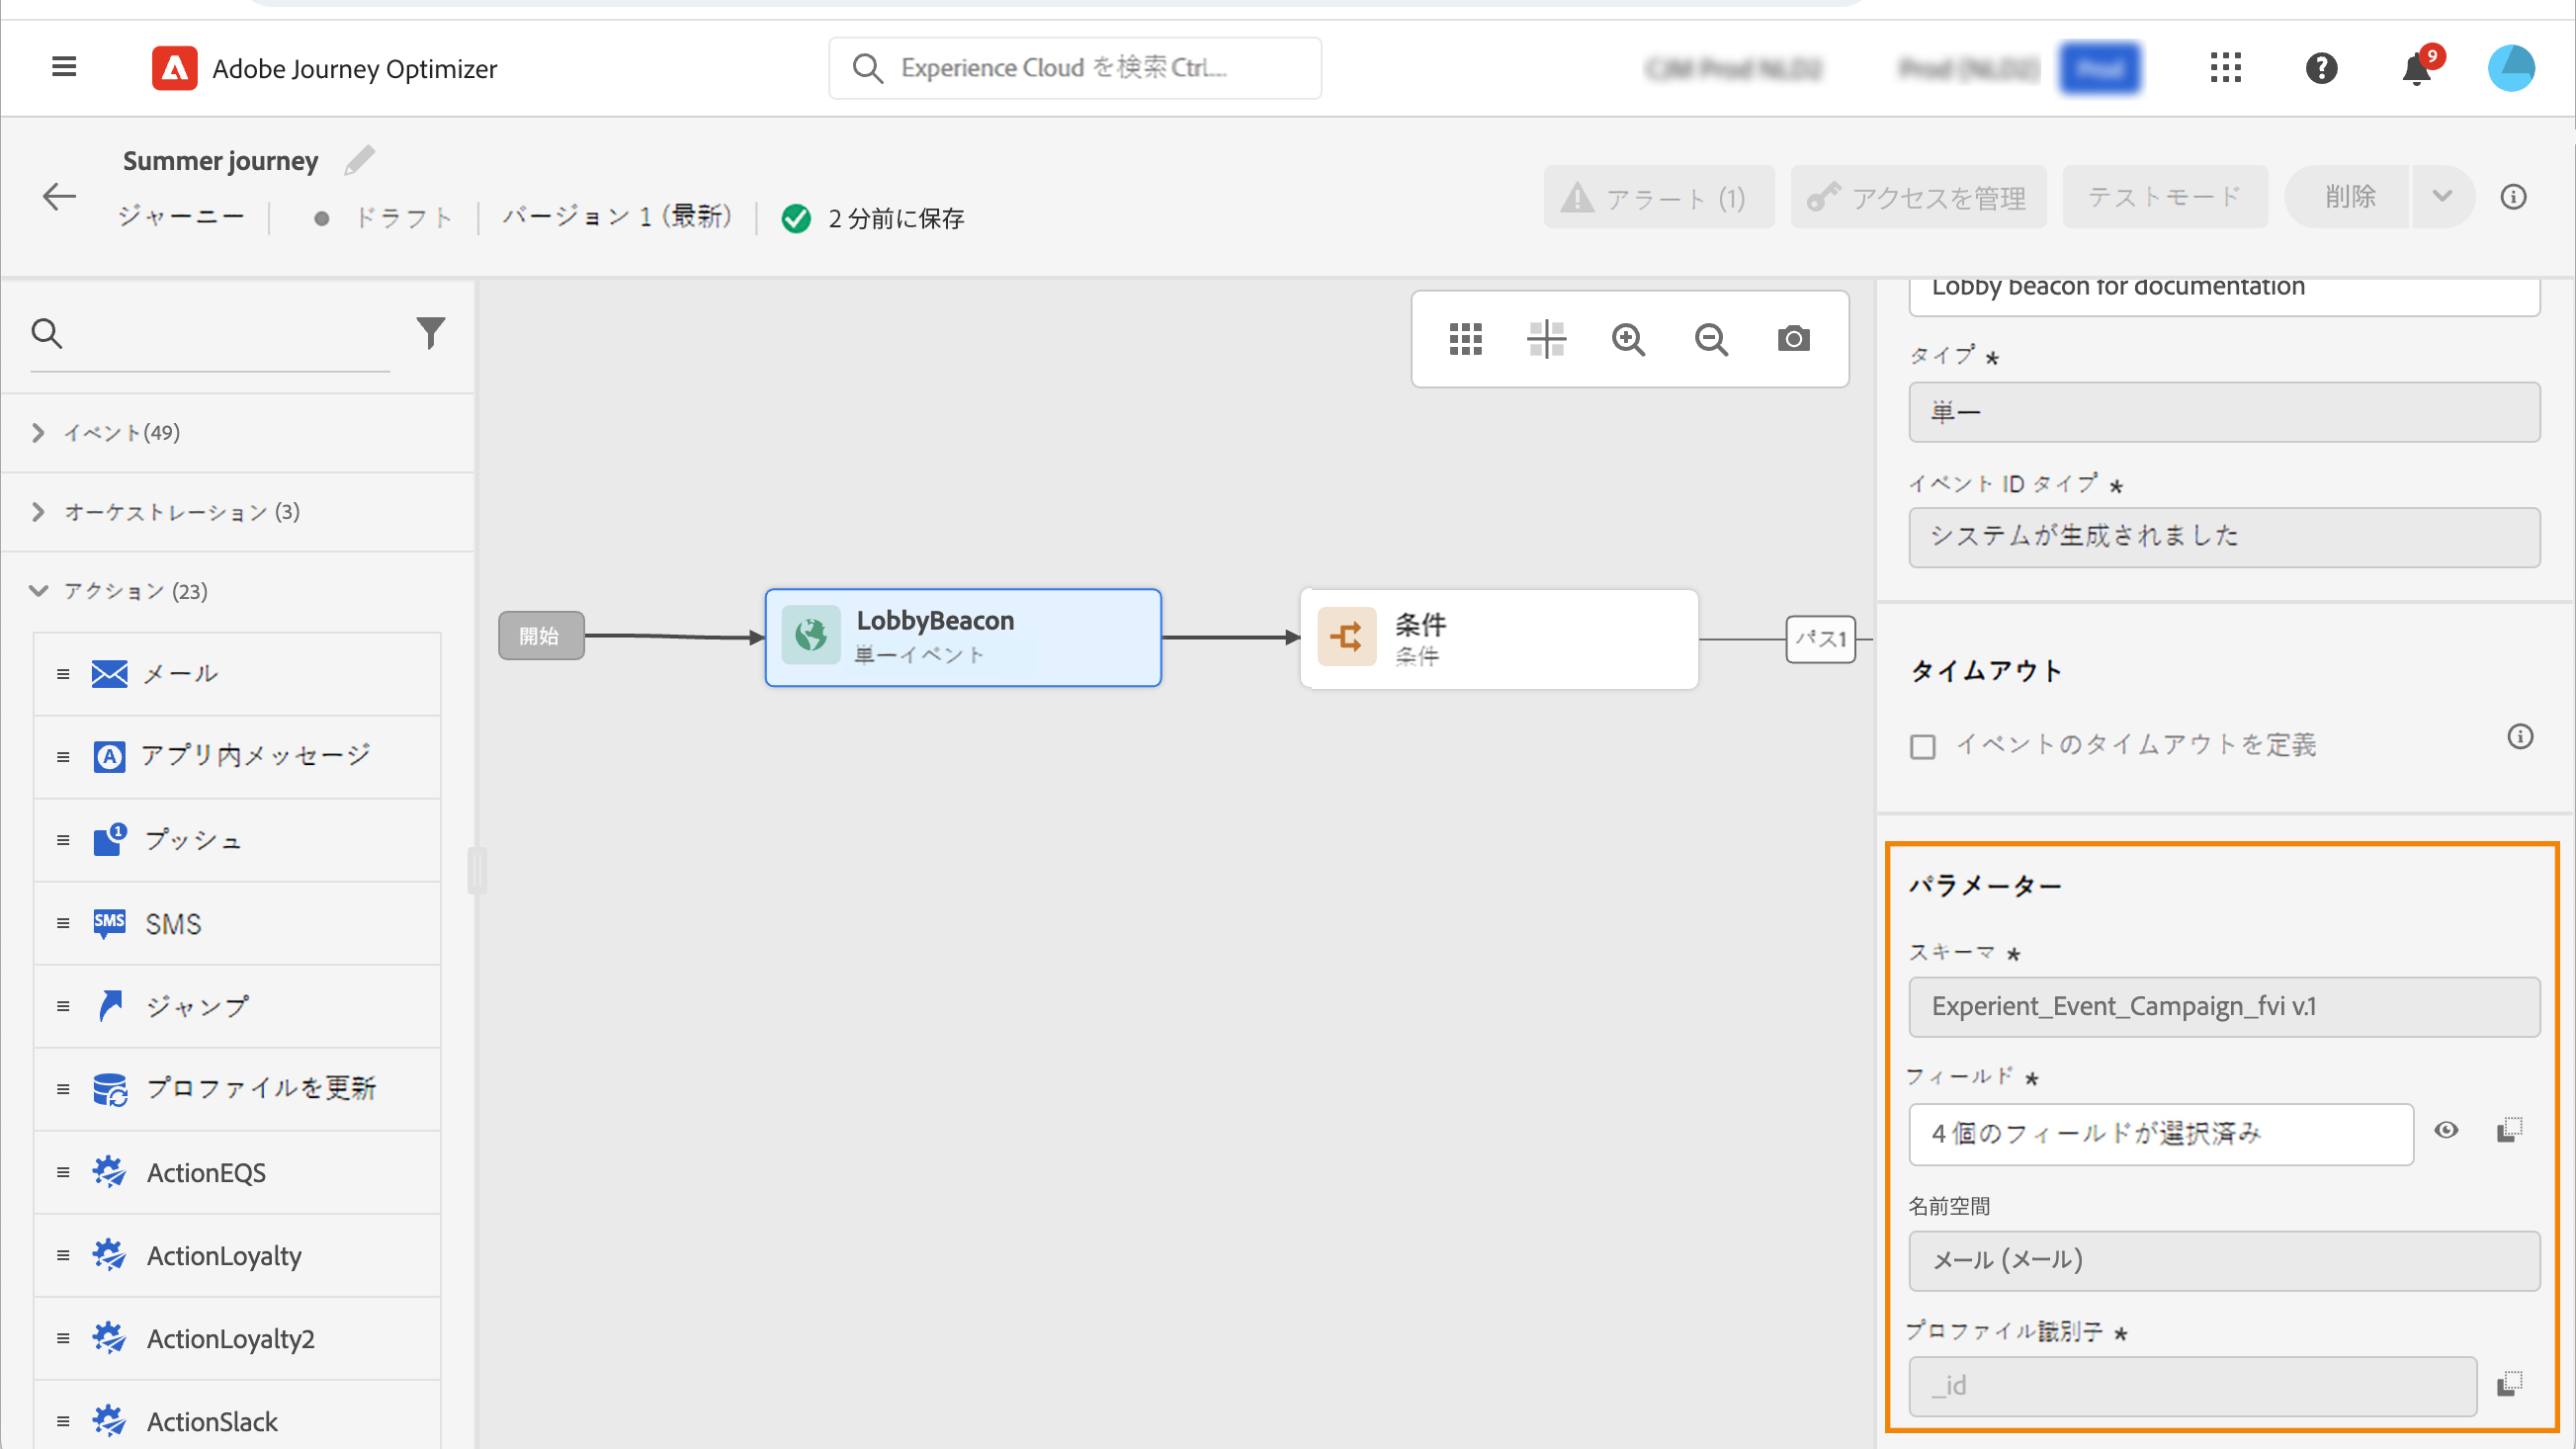 Adobe Journey Optimizer
Experience Cloud を検索 Ctrl...
9
Summer journey
ジャーニー
ドラフト
バージョン 1 (最新)
2 分前に保存
アラート (1)
アクセスを管理
テストモード
削除
イベント(49)
オーケストレーション (3)
アクション (23)
メール
アプリ内メッセージ
プッシュ
SMS
SMS
ジャンプ
プロファイルを更新
ActionEQS
ActionLoyalty
ActionLoyalty2
ActionSlack
開始
LobbyBeacon
単一イベント
条件
条件
パス1
Lobby beacon for documentation
タイプ *
単一
イベント ID タイプ *
システムが生成されました
タイムアウト
イベントのタイムアウトを定義
パラメーター
スキーマ *
Experient_Event_Campaign_fvi v.1
フィールド *
4 個のフィールドが選択済み
名前空間
メール (メール)
プロファイル識別子 *
_id